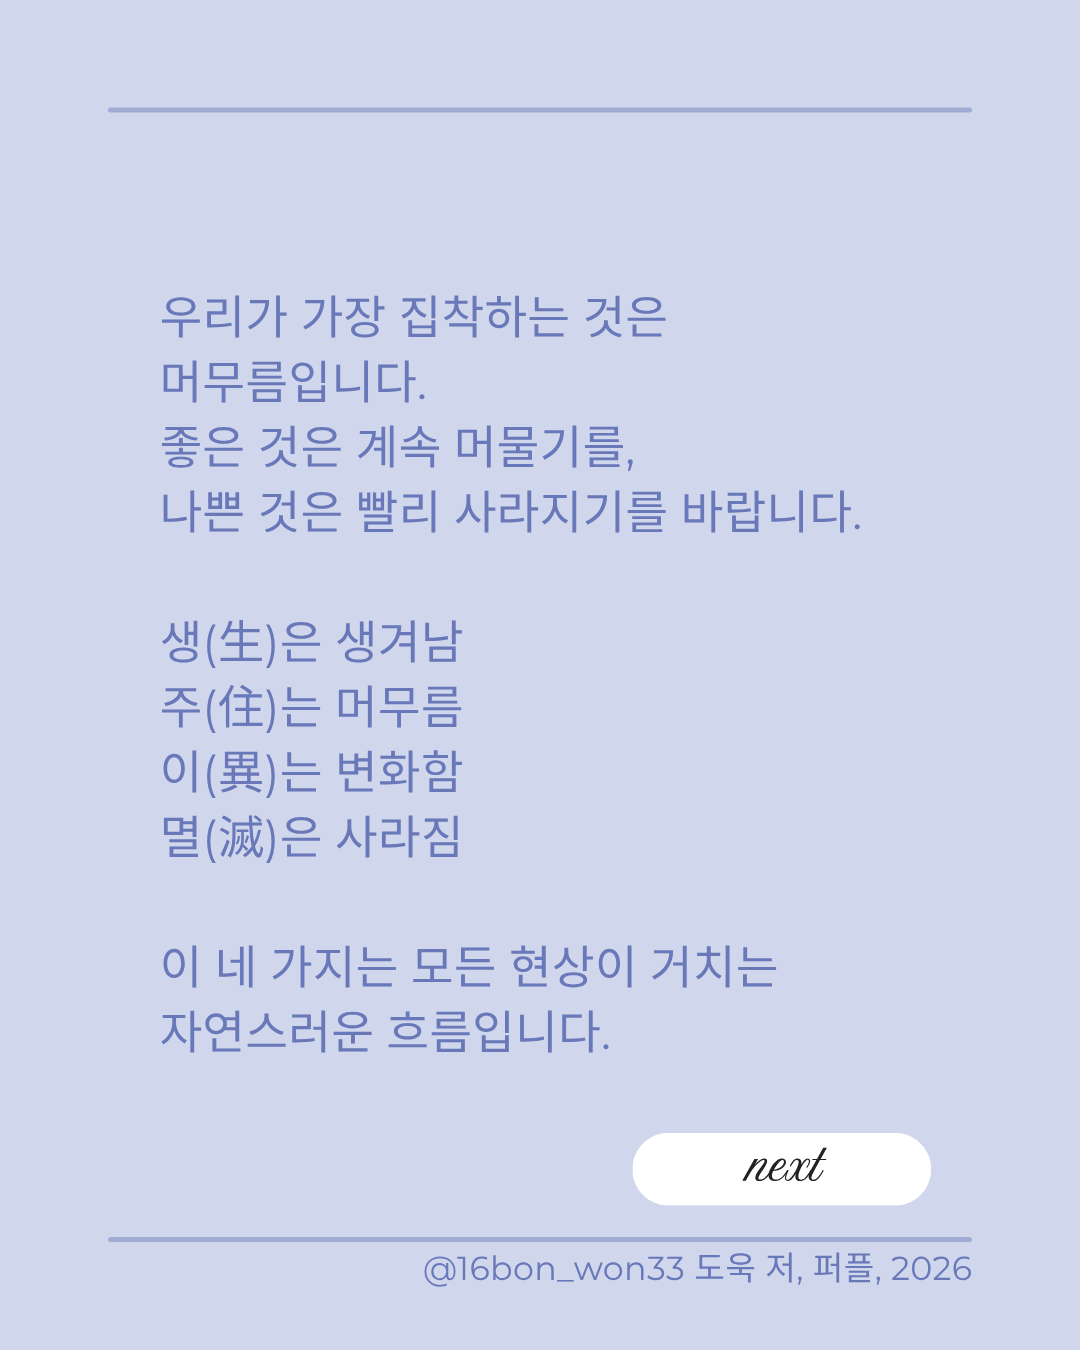 우리가 가장 집착하는 것은
머무름입니다.
좋은 것은 계속 머물기를,
나쁜 것은 빨리 사라지기를 바랍니다.
생(生)은 생겨남
주(住)는 머무름
이(異)는 변화함
멸(滅)은 사라짐
이 네 가지는 모든 현상이 거치는
자연스러운 흐름입니다.
next
@16bon_won33 도욱 저, 퍼플, 2026